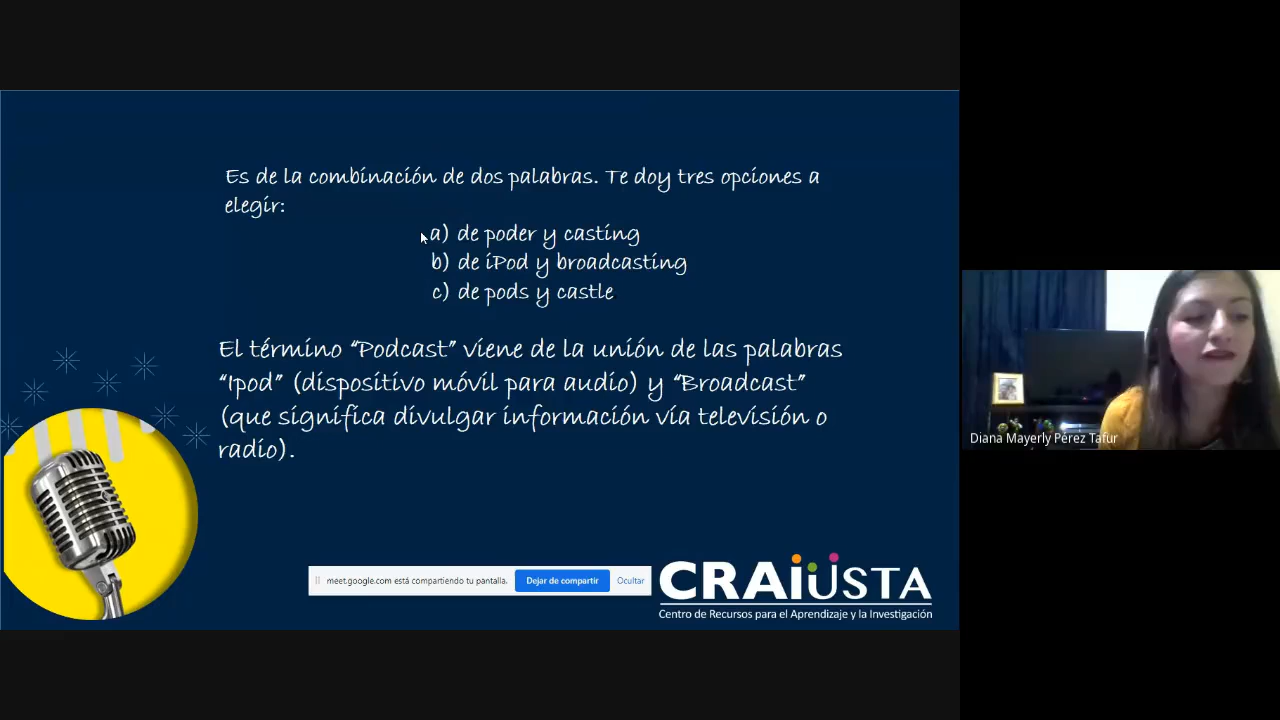 Es de la combinación de dos palabras. Te doy tres opciones a
elegir:
a) de poder y casting
b) de iPod y broadcasting
c) de pods y castle
El término “Podcast” viene de la unión de las palabras
“Ipod” (dispositivo móvil para audio) y “Broadcast”
(que significa divulgar información vía televisión o
radio).
meet.google.com está compartiendo tu pantalla. Dejar de compartir Ocultar
CRAIUSTA
Centro de Recursos para el Aprendizaje y la Investigación
Diana Mayerly Pérez Tafur